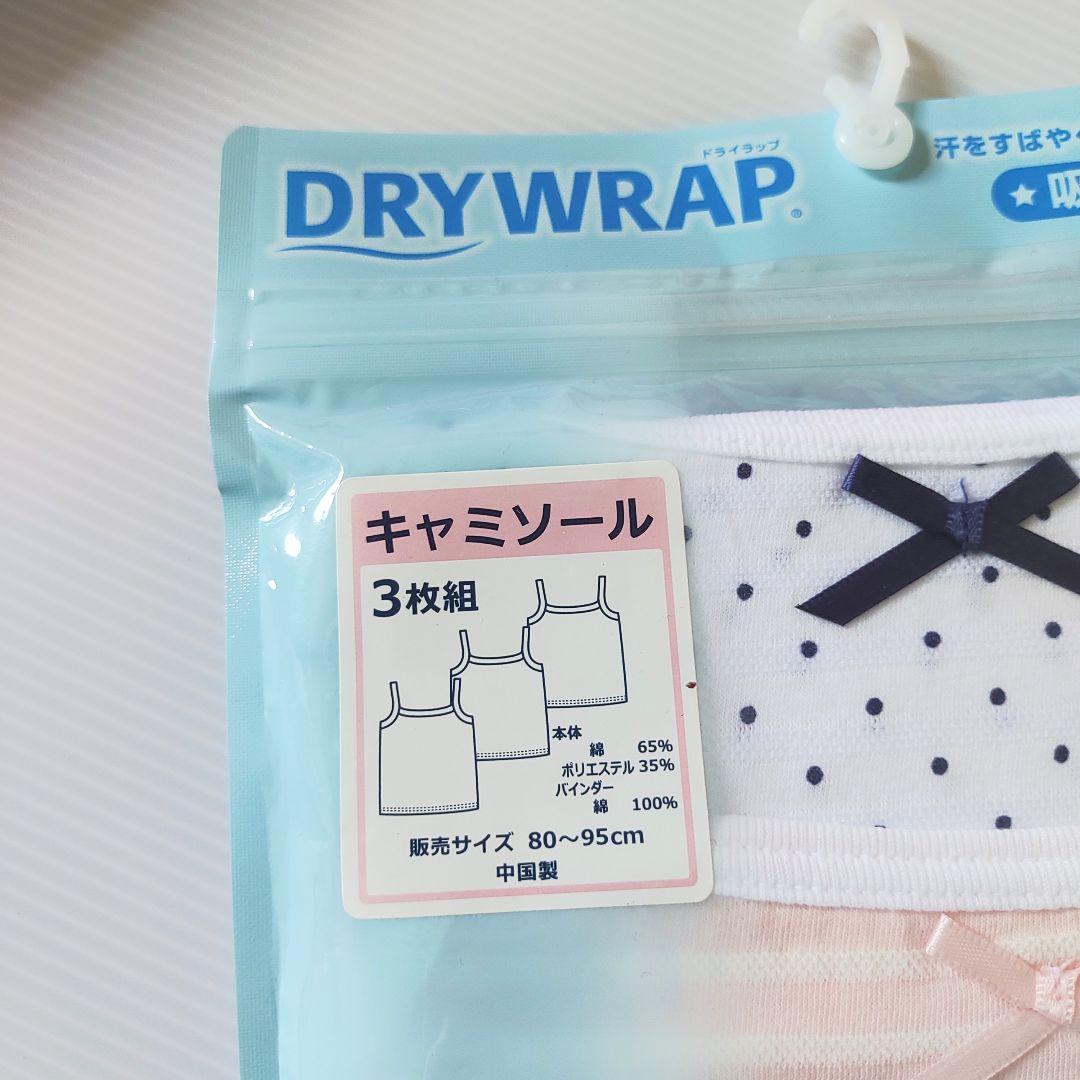 ドライラップ
DRYWRAP®
汗をすばやく
吸
キャミソール
3枚組
本体
綿 65%
ポリエステル 35%
バインダー
綿 100%
販売サイズ 80～95cm
中国製